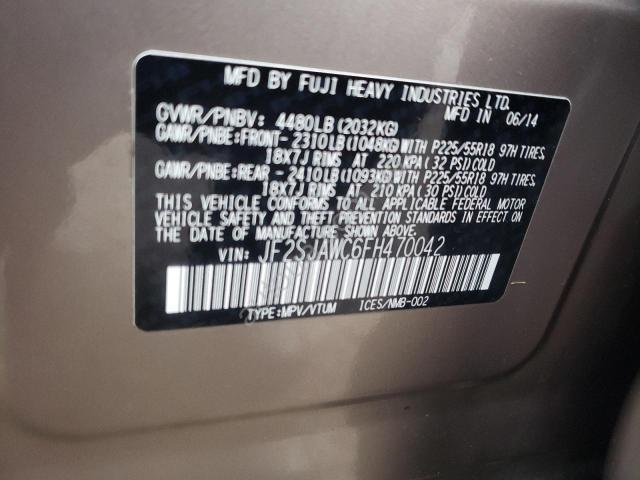 MFD BY FUJI HEAVY INDUSTRIES LTD.
MFD IN 06/14
GVWR/PNBV: 4480LB(2032KG)
GAWR/PNBE:FRONT- 2310LB(1048KG)WITH P225/55R18 97H TIRES,
18X7J RIMS AT 220 KPA(32 PSI)COLD
GAWR/PNBE:REAR - 2410LB(1093KG)WITH P225/55R18 97H TIRES,
18X7J RIMS AT 210 KPA(30 PSI)COLD
THIS VEHICLE CONFORMS TO ALL APPLICABLE FEDERAL MOTOR
VEHICLE SAFETY AND THEFT PREVENTION STANDARDS IN EFFECT ON
THE DATE OF MANUFACTURE SHOWN ABOVE.
VIN: JF2SJAWC6FH470042
TYPE:MPV/VTUM ICES/NMB-002